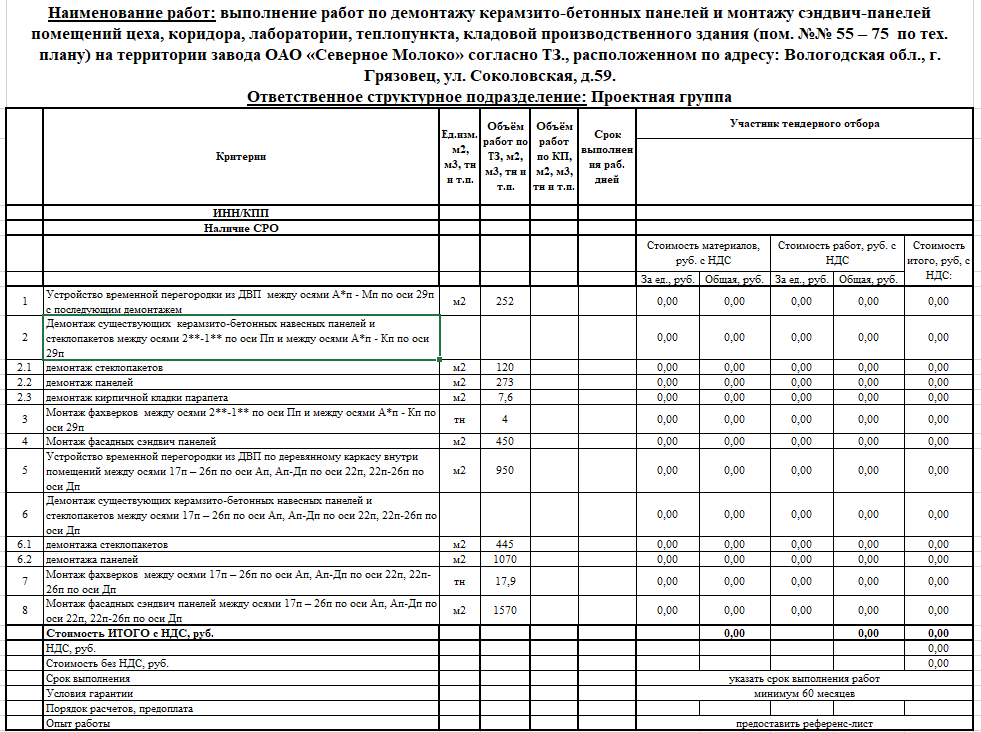 Наименование работ: выполнение работ по демонтажу керамзито-бетонных панелей и монтажу сэндвич-панелей
помещений цеха, коридора, лаборатории, теплопункта, кладовой производственного здания (пом. №№ 55 – 75 по тех.
плану) на территории завода ОАО «Северное Молоко» согласно ТЗ., расположенном по адресу: Вологодская обл., г.
Грязовец, ул. Соколовская, д.59.
Ответственное структурное подразделение: Проектная группа
Критерии
Ед.изм.
м2,
м3, тн
и т.п.
Объём
работ по
ТЗ, м2,
м3, тн и
т.п.
Объём
работ
по КП,
м2, м3,
тн и т.п.
Срок
выполнен
ия раб.
дней
Участник тендерного отбора
ИНН/КПП
Наличие СРО
Стоимость материалов,
руб. с НДС
Стоимость работ, руб. с
НДС
Стоимость
итого, руб, с
НДС:
За ед., руб. Общая, руб. За ед., руб. Общая, руб.
1 Устройство временной перегородки из ДВП между осями А*п - Мп по оси 29п
с последующим демонтажем
м2 252 0,00 0,00 0,00 0,00 0,00
2 Демонтаж существующих керамзито-бетонных навесных панелей и
стеклопакетов между осями 2**-1** по оси Пп и между осями А*п - Кп по оси
29п
0,00 0,00 0,00 0,00 0,00
2.1 демонтаж стеклопакетов м2 120 0,00 0,00 0,00 0,00 0,00
2.2 демонтаж панелей м2 273 0,00 0,00 0,00 0,00 0,00
2.3 демонтаж кирпичной кладки парапета м2 7,6 0,00 0,00 0,00 0,00 0,00
3 Монтаж фахверков между осями 2**-1** по оси Пп и между осями А*п - Кп по
оси 29п
тн 4 0,00 0,00 0,00 0,00 0,00
4 Монтаж фасадных сэндвич панелей м2 450 0,00 0,00 0,00 0,00 0,00
5 Устройство временной перегородки из ДВП по деревянному каркасу внутри
помещений между осями 17п – 26п по оси Ап, Ап-Дп по оси 22п, 22п-26п по
оси Дп
м2 950 0,00 0,00 0,00 0,00 0,00
6 Демонтаж существующих керамзито-бетонных навесных панелей и
стеклопакетов между осями 17п – 26п по оси Ап, Ап-Дп по оси 22п, 22п-26п по
оси Дп
0,00 0,00 0,00 0,00 0,00
6.1 демонтажа стеклопакетов м2 445 0,00 0,00 0,00 0,00 0,00
6.2 демонтажа панелей м2 1070 0,00 0,00 0,00 0,00 0,00
7 Монтаж фахверков между осями 17п – 26п по оси Ап, Ап-Дп по оси 22п, 22п-
26п по оси Дп
тн 17,9 0,00 0,00 0,00 0,00 0,00
8 Монтаж фасадных сэндвич панелей между осями 17п – 26п по оси Ап, Ап-Дп по
оси 22п, 22п-26п по оси Дп
м2 1570 0,00 0,00 0,00 0,00 0,00
Стоимость ИТОГО с НДС, руб. 0,00 0,00 0,00
НДС, руб. 0,00
Стоимость без НДС, руб. 0,00
Срок выполнения указать срок выполнения работ
Условия гарантии минимум 60 месяцев
Порядок расчетов, предоплата
Опыт работы предоставить референс-лист